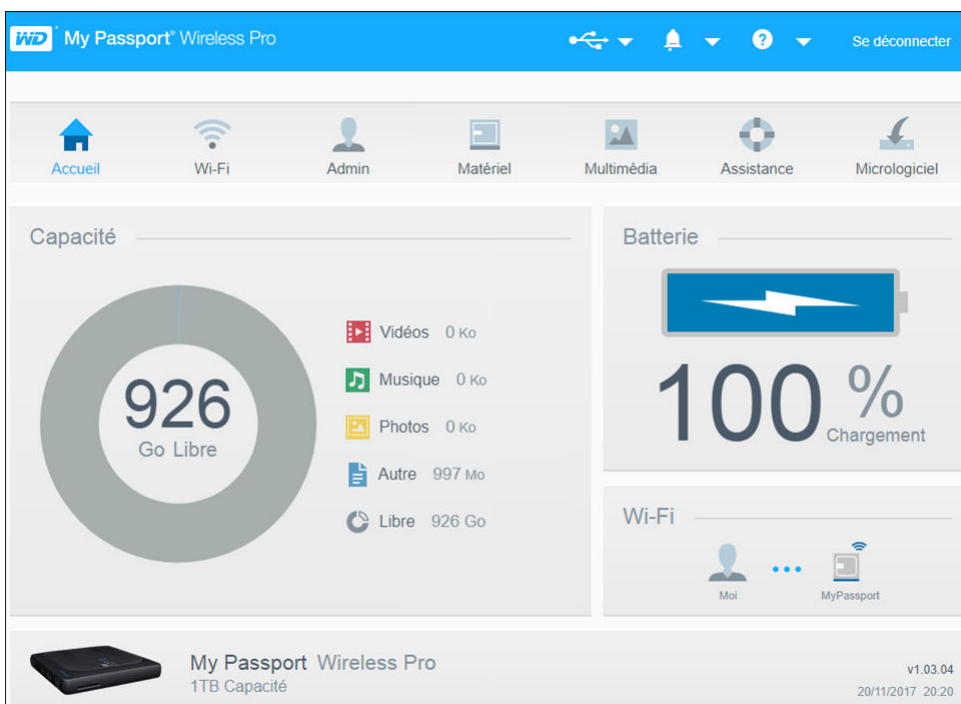 WD My Passport® Wireless Pro
Se déconnecter
Accueil
Wi-Fi
Admin
Matériel
Multimédia
Assistance
Micrologiciel
Capacité
926
Go Libre
Vidéos 0 Ko
Musique 0 Ko
Photos 0 Ko
Autre 997 Mo
Libre 926 Go
Batterie
100 %
Chargement
Wi-Fi
Moi
MyPassport
My Passport Wireless Pro
1TB Capacité
v1.03.04
20/11/2017 20:20